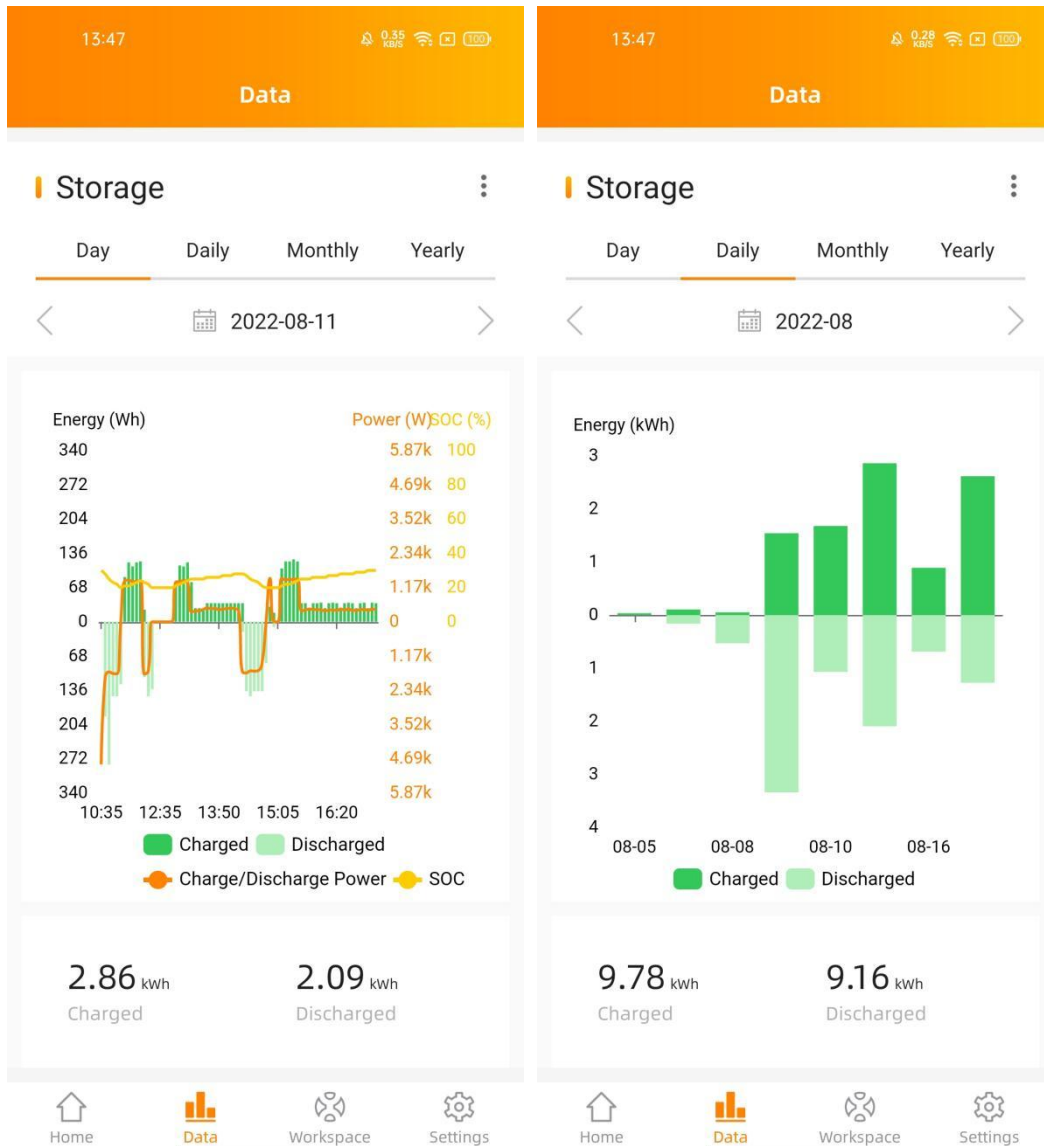 13:47
0.35
KB/S
100
Data
Storage
Day Daily Monthly Yearly
2022-08-11
Energy (Wh) Power (W) SOC (%)
340 5.87k 100
272 4.69k 80
204 3.52k 60
136 2.34k 40
68 1.17k 20
0 0 0
68 1.17k
136 2.34k
204 3.52k
272 4.69k
340 5.87k
10:35 12:35 13:50 15:05 16:20
Charged Discharged
Charge/Discharge Power SOC
2.86 kWh 2.09 kWh
Charged Discharged
Home Data Workspace Settings
13:47
0.28
KB/S
100
Data
Storage
Day Daily Monthly Yearly
2022-08
Energy (kWh)
3
2
1
0
1
2
3
4
08-05 08-08 08-10 08-16
Charged Discharged
9.78 kWh 9.16 kWh
Charged Discharged
Home Data Workspace Settings